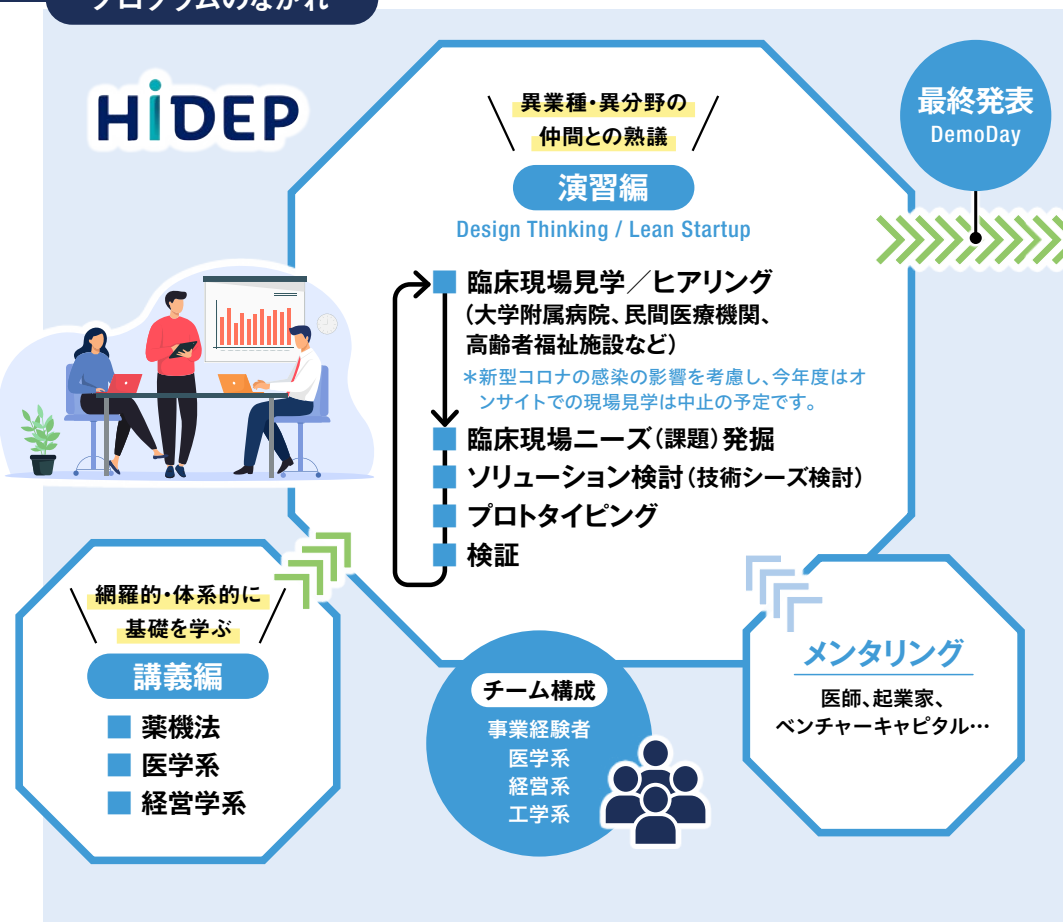 プログラムのながれ
HiDEP
異業種・異分野の
仲間との熟議
演習編
Design Thinking / Lean Startup
臨床現場見学／ヒアリング
（大学附属病院、民間医療機関、
高齢者福祉施設など）
＊新型コロナの感染の影響を考慮し、今年度はオ
ンサイトでの現場見学は中止の予定です。
臨床現場ニーズ（課題）発掘
ソリューション検討（技術シーズ検討）
プロトタイピング
検証
最終発表
DemoDay
網羅的・体系的に
基礎を学ぶ
講義編
薬機法
医学系
経営学系
チーム構成
事業経験者
医学系
経営系
工学系
メンタリング
医師、起業家、
ベンチャーキャピタル…